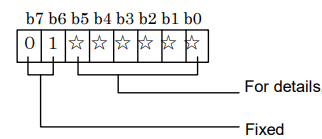 b7 b6 b5 b4 b3 b2 b1 b0
0 1 ☆ ☆ ☆ ☆ ☆ ☆
For details
Fixed